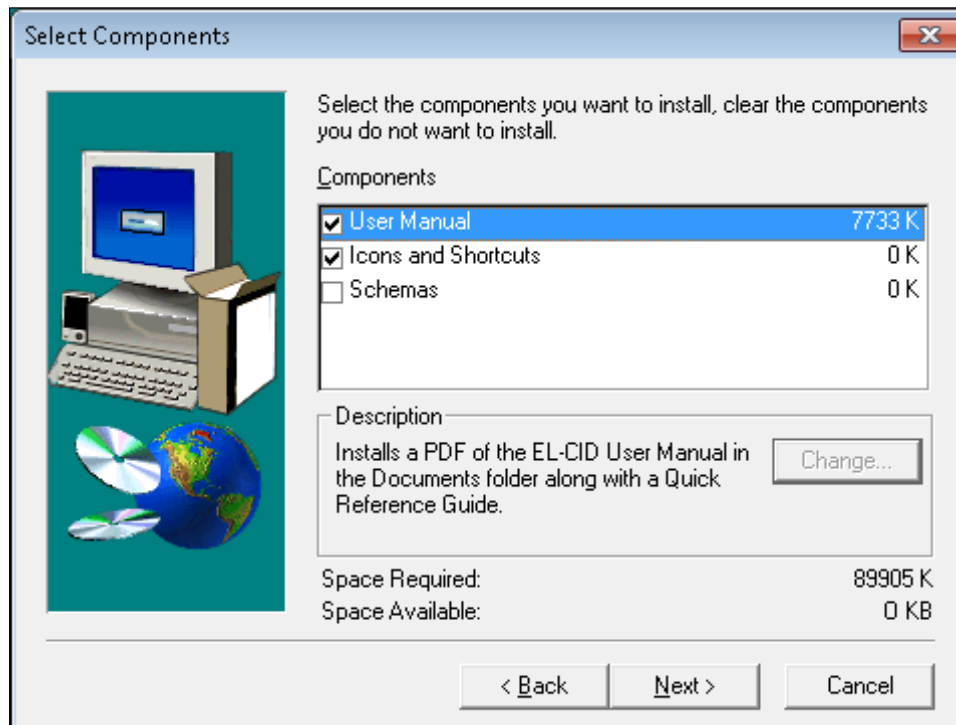 Select Components
Select the components you want to install, clear the components
you do not want to install.
Components
User Manual 7733 K
Icons and Shortcuts 0 K
Schemas 0 K
Description
Installs a PDF of the EL-CID User Manual in
the Documents folder along with a Quick
Reference Guide.
Change...
Space Required: 89905 K
Space Available: 0 KB
< Back Next > Cancel